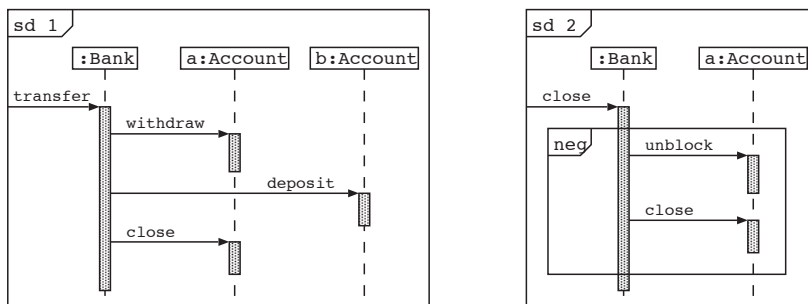 sd 1
:Bank a:Account b:Account
transfer
withdraw
deposit
close
sd 2
:Bank a:Account
close
neg
unblock
close